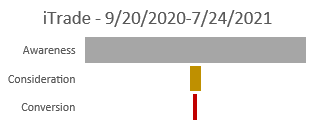 iTrade - 9/20/2020-7/24/2021
Awareness
Consideration
Conversion